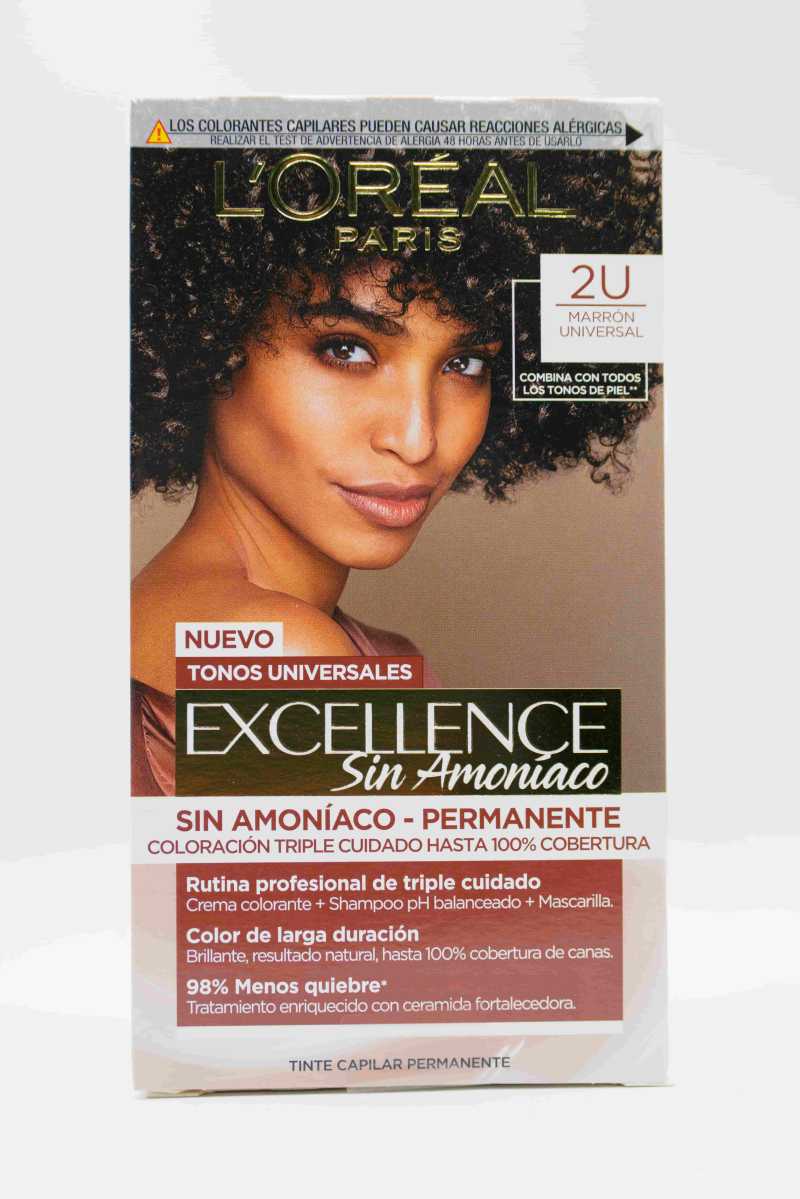 LOS COLORANTES CAPILARES PUEDEN CAUSAR REACCIONES ALÉRGICAS
REALIZAR EL TEST DE ADVERTENCIA DE ALERGIA 48 HORAS ANTES DE USARLO
L'ORÉAL
PARIS
2U
MARRÓN
UNIVERSAL
COMBINA CON TODOS
LOS TONOS DE PIEL**
NUEVO
TONOS UNIVERSALES
EXCELLENCE
Sin Amoníaco
SIN AMONÍACO - PERMANENTE
COLORACIÓN TRIPLE CUIDADO HASTA 100% COBERTURA
Rutina profesional de triple cuidado
Crema colorante + Shampoo pH balanceado + Mascarilla.
Color de larga duración
Brillante, resultado natural, hasta 100% cobertura de canas.
98% Menos quiebre*
Tratamiento enriquecido con ceramida fortalecedora.
TINTE CAPILAR PERMANENTE